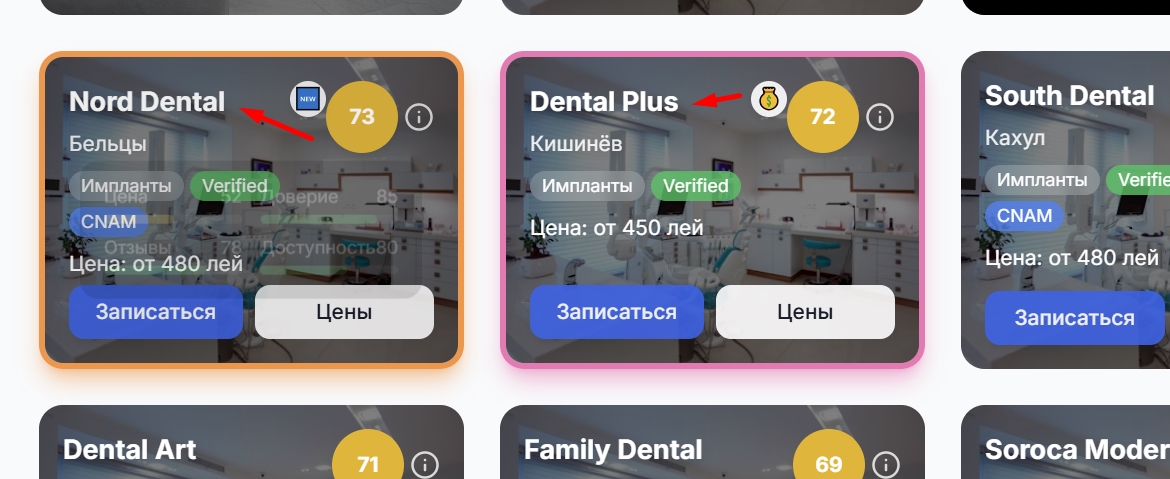 Nord Dental
NEW
73
Бельцы
Импланты
Verified
Цена
52
Доверие
85
CNAM
Отзывы
78
Доступность
80
Цена: от 480 лей
Записаться
Цены
Dental Plus
72
Кишинёв
Импланты
Verified
Цена: от 450 лей
Записаться
Цены
South Dental
Кахул
Импланты
Verifie
CNAM
Цена: от 480 лей
Записаться
Dental Art
71
Family Dental
69
Soroca Moder